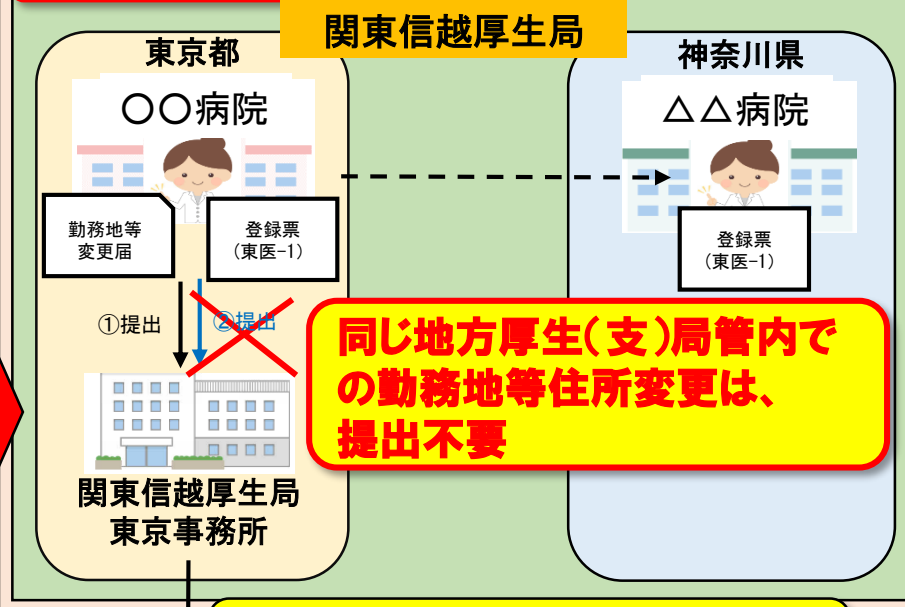 関東信越厚生局
東京都
〇〇病院
勤務地等
変更届
登録票
(東医-1)
①提出
②提出
関東信越厚生局
東京事務所
神奈川県
△△病院
登録票
(東医-1)
同じ地方厚生(支)局管内で
の勤務地等住所変更は、
提出不要